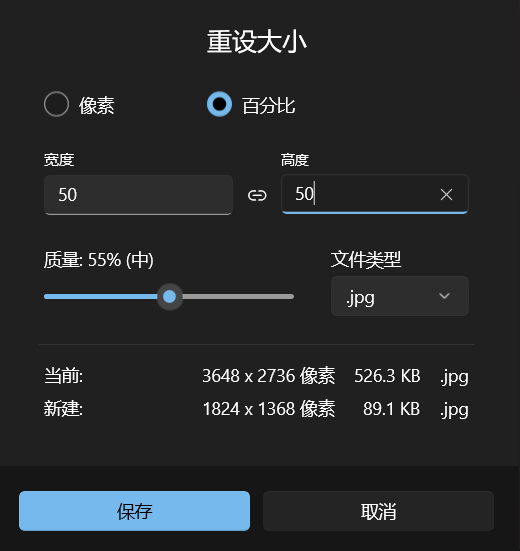 重设大小
像素 百分比
宽度 高度
50 50
质量: 55% (中) 文件类型
.jpg
当前: 3648 x 2736 像素 526.3 KB .jpg
新建: 1824 x 1368 像素 89.1 KB .jpg
保存 取消